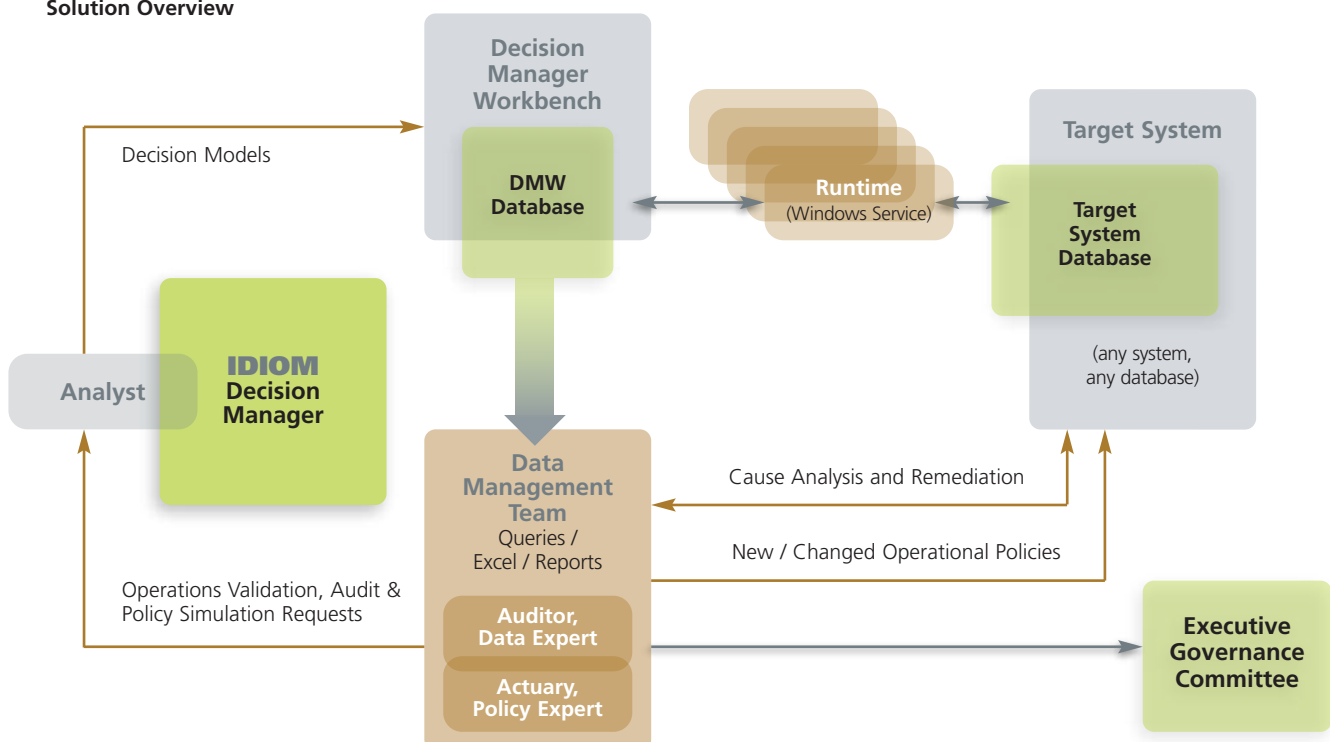 Solution Overview
Decision
Manager
Workbench
DMW
Database
Decision Models
Runtime
(Windows Service)
Target System
Target
System
Database
(any system,
any database)
Analyst
IDIOM
Decision
Manager
Data
Management
Team
Queries /
Excel / Reports
Auditor,
Data Expert
Actuary,
Policy Expert
Cause Analysis and Remediation
New / Changed Operational Policies
Operations Validation, Audit &
Policy Simulation Requests
Executive
Governance
Committee